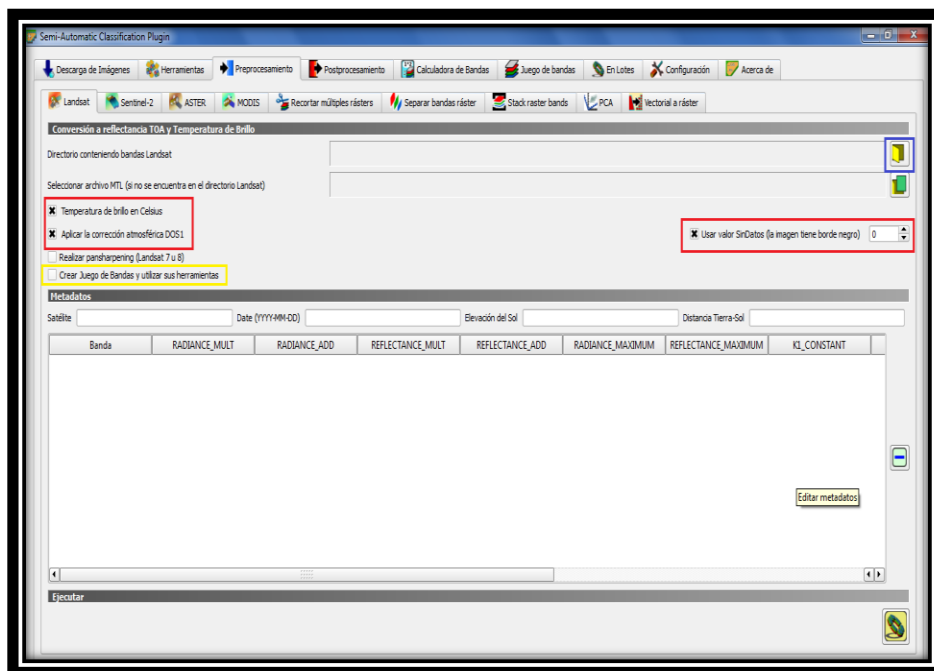 Semi-Automatic Classification Plugin
Descarga de Imágenes Herramientas Preprocesamiento Postprocesamiento Calculadora de Bandas Juego de bandas En Lotes Configuración Acerca de
Landsat Sentinel-2 ASTER MODIS Recortar múltiples rásters Separar bandas ráster Stack raster bands PCA Vectorial a ráster
Conversión a reflectancia TOA y Temperatura de Brillo
Directorio conteniendo bandas Landsat
Seleccionar archivo MTL (si no se encuentra en el directorio Landsat)
Temperatura de brillo en Celsius
Aplicar la corrección atmosférica DOS1 Usar valor SinDatos (la imagen tiene borde negro) 0
Realizar pansharpening (Landsat 7 u 8)
Crear Juego de Bandas y utilizar sus herramientas
Metadatos
Satélite Date (YYYY-MM-DD) Elevación del Sol Distancia Tierra-Sol
Banda RADIANCE_MULT RADIANCE_ADD REFLECTANCE_MULT REFLECTANCE_ADD RADIANCE_MAXIMUM REFLECTANCE_MAXIMUM K1_CONSTANT
Editar metadatos
Ejecutar